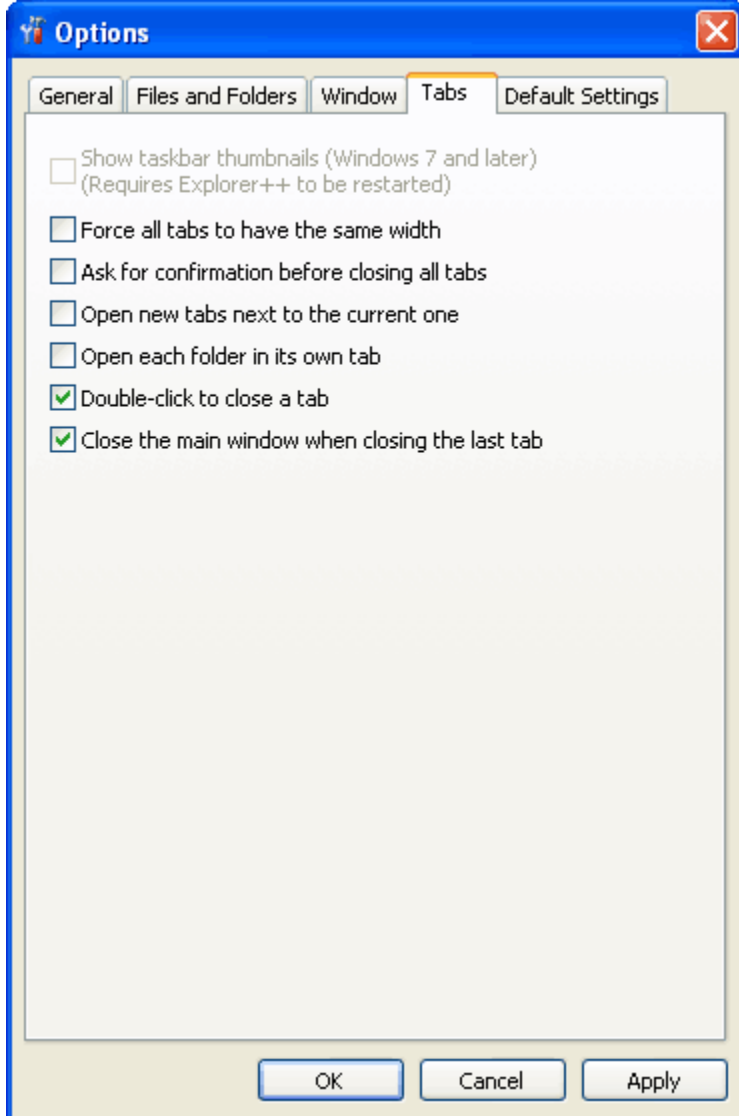 Options
General Files and Folders Window Tabs Default Settings
Show taskbar thumbnails (Windows 7 and later)
(Requires Explorer++ to be restarted)
Force all tabs to have the same width
Ask for confirmation before closing all tabs
Open new tabs next to the current one
Open each folder in its own tab
Double-click to close a tab
Close the main window when closing the last tab
OK Cancel Apply